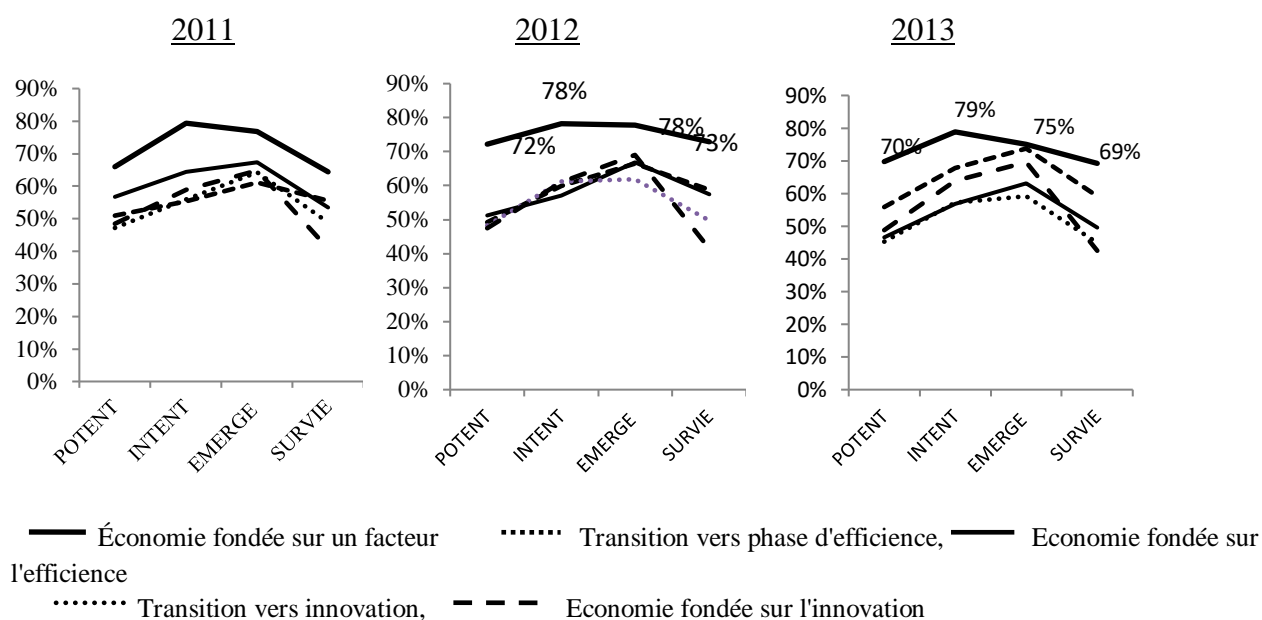 2011
2012
2013
90%
80%
70%
60%
50%
40%
30%
20%
10%
0%
POTENT
INTENT
EMERGE
SURVIE
90%
80%
70%
60%
50%
40%
30%
20%
10%
0%
72%
78%
78%
73%
POTENT
INTENT
EMERGE
SURVIE
90%
80%
70%
60%
50%
40%
30%
20%
10%
0%
70%
79%
75%
69%
POTENT
INTENT
EMERGE
SURVIE
Économie fondée sur un facteur Transition vers phase d'efficience, Economie fondée sur
l'efficience
Transition vers innovation, Economie fondée sur l'innovation